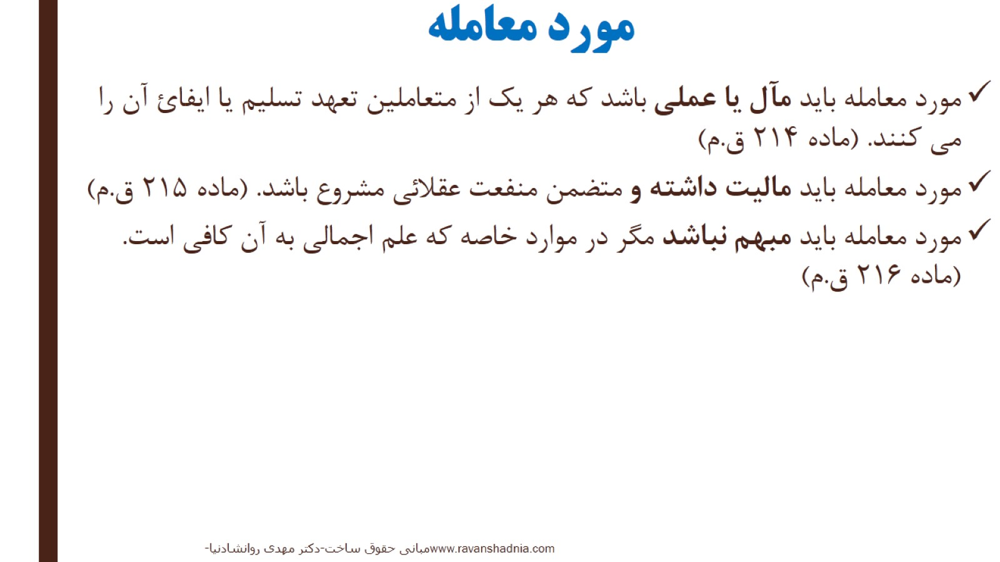 مورد معامله
مورد معامله باید مآل یا عملی باشد که هر یک از متعاملین تعهد تسلیم یا ایفائ آن را
می کنند. (ماده ۲۱۴ ق.م)
مورد معامله باید مالیت داشته و متضمن منفعت عقلائی مشروع باشد. (ماده ۲۱۵ ق.م)
مورد معامله باید مبهم نباشد مگر در موارد خاصه که علم اجمالی به آن کافی است.
(ماده ۲۱۶ ق.م)
مبانی حقوق ساخت-دکتر مهدی روانشادنیا-www.ravanshadnia.com